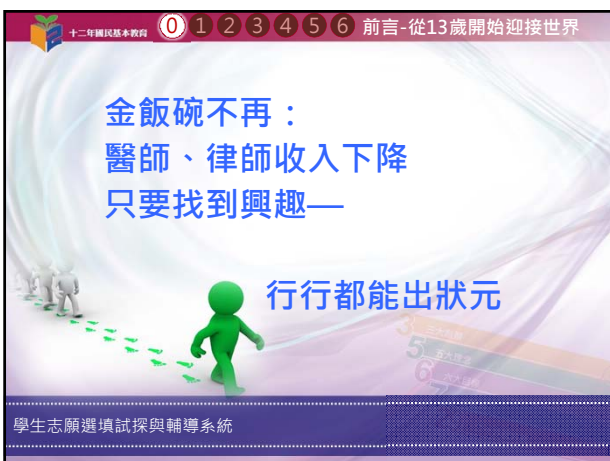 十二年國民基本教育
0 1 2 3 4 5 6 前言-從13歲開始迎接世界
金飯碗不再：
醫師、律師收入下降
只要找到興趣—
行行都能出狀元
3
5
6
學生志願選填試探與輔導系統